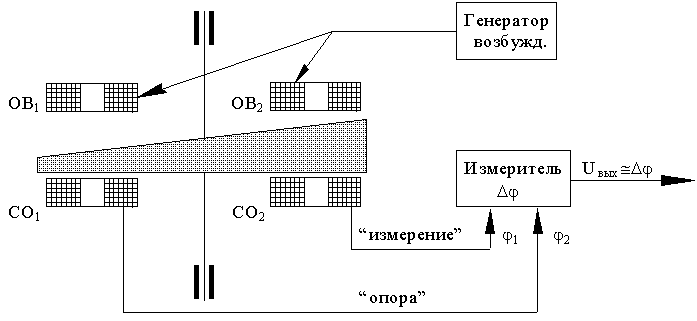 Генератор
возбужд.
ОВ1
ОВ2
СО1
СО2
Измеритель
Δφ
Uвых≅Δφ
“измерение”
φ1
φ2
“опора”